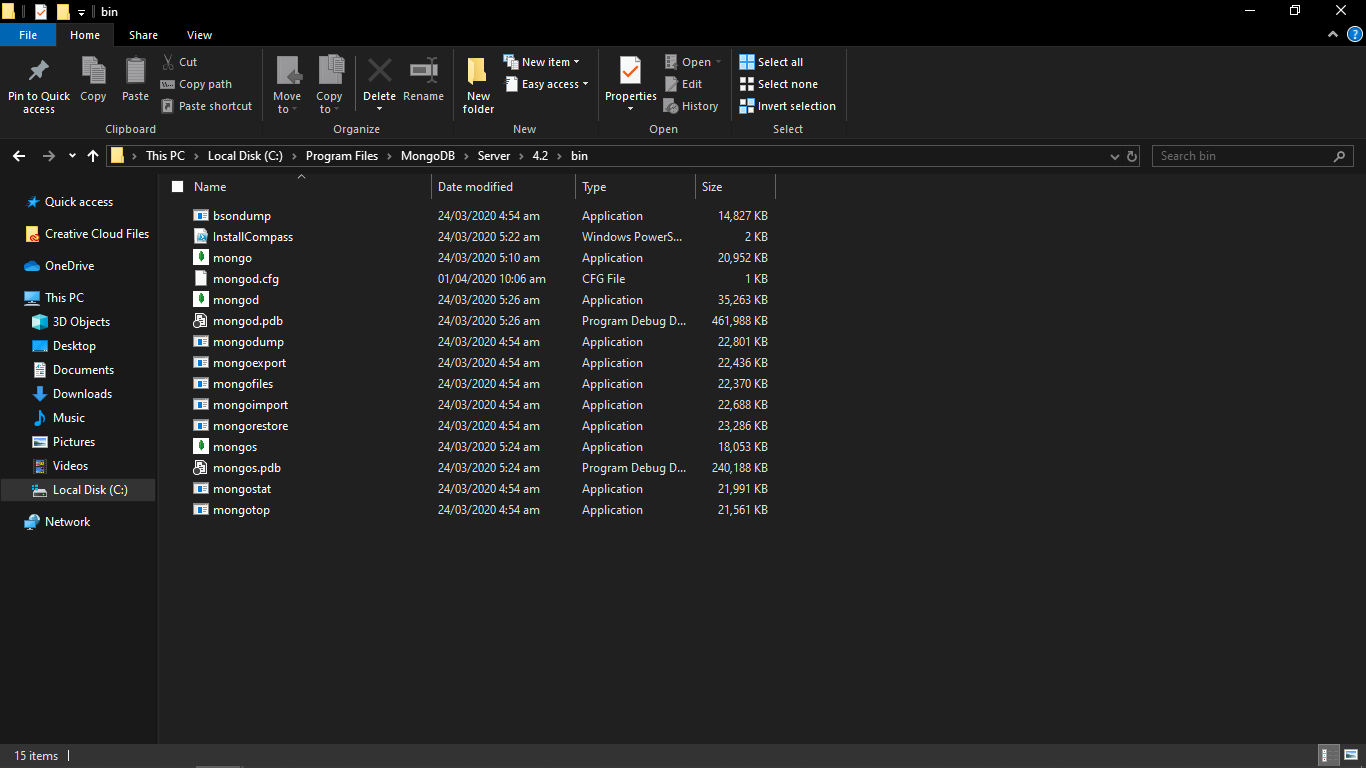 bin
File Home Share View
Pin to Quick access
Copy
Paste
Cut
Copy path
Paste shortcut
Clipboard
Move to
Copy to
Delete
Rename
Organize
New folder
New item
Easy access
New
Properties
Open
Edit
History
Open
Select all
Select none
Invert selection
Select
This PC > Local Disk (C:) > Program Files > MongoDB > Server > 4.2 > bin
Search bin
Quick access
Creative Cloud Files
OneDrive
This PC
3D Objects
Desktop
Documents
Downloads
Music
Pictures
Videos
Local Disk (C:)
Network
Name Date modified Type Size
bsondump 24/03/2020 4:54 am Application 14,827 KB
InstallCompass 24/03/2020 5:22 am Windows PowerS... 2 KB
mongo 24/03/2020 5:10 am Application 20,952 KB
mongod.cfg 01/04/2020 10:06 am CFG File 1 KB
mongod 24/03/2020 5:26 am Application 35,263 KB
mongod.pdb 24/03/2020 5:26 am Program Debug D... 461,988 KB
mongodump 24/03/2020 4:54 am Application 22,801 KB
mongoexport 24/03/2020 4:54 am Application 22,436 KB
mongofiles 24/03/2020 4:54 am Application 22,370 KB
mongoimport 24/03/2020 4:54 am Application 22,688 KB
mongorestore 24/03/2020 4:54 am Application 23,286 KB
mongos 24/03/2020 5:24 am Application 18,053 KB
mongos.pdb 24/03/2020 5:24 am Program Debug D... 240,188 KB
mongostat 24/03/2020 4:54 am Application 21,991 KB
mongotop 24/03/2020 4:54 am Application 21,561 KB
15 items